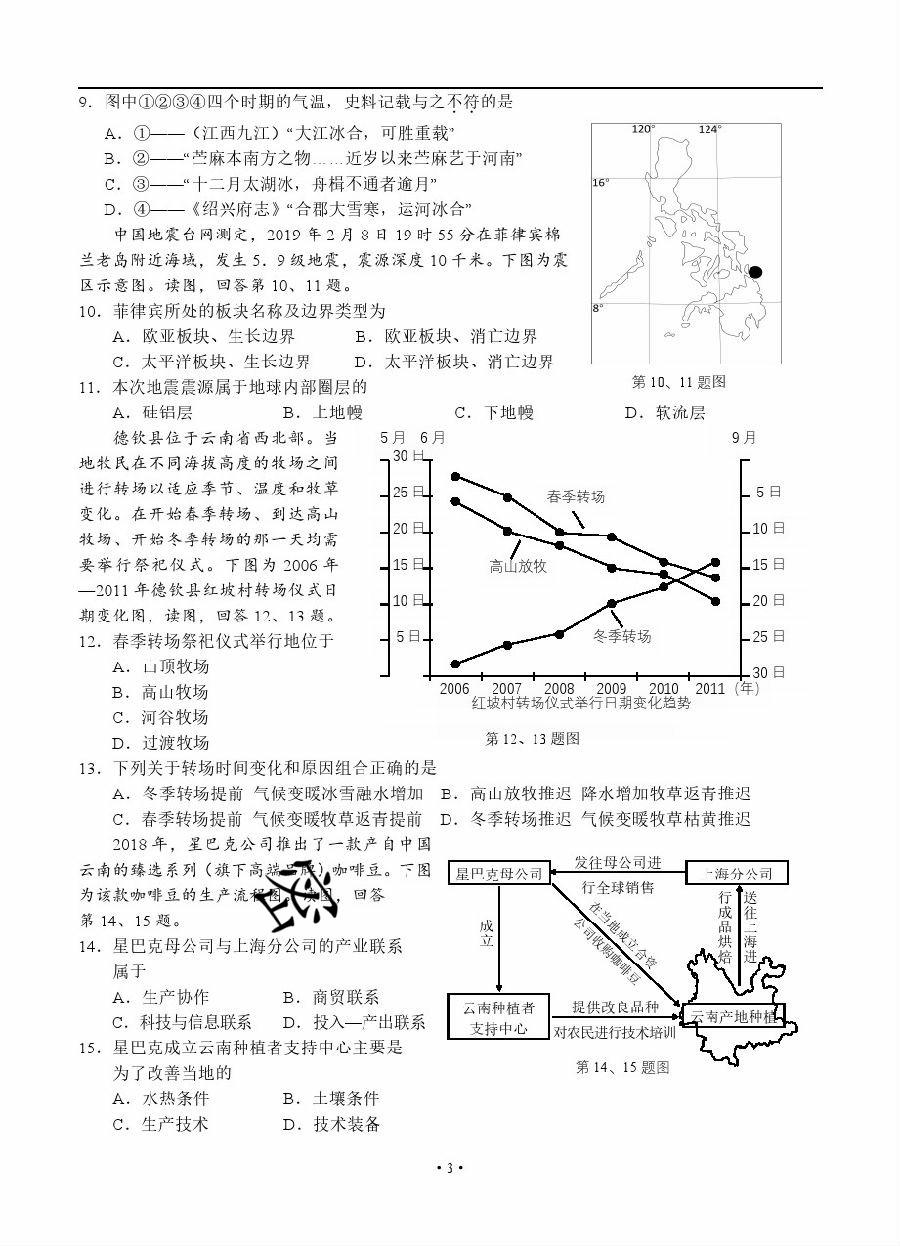 9．图中①②③④四个时期的气温，史料记载与之不符的是
A．①——（江西九江）“大江冰合，可胜重载”
B．②——“苎麻本南方之物……近岁以来苎麻艺于河南”
C．③——“十二月太湖冰，舟楫不通者逾月”
D．④——《绍兴府志》“合郡大雪寒，运河冰合”
中国地震台网测定，2019年2月8日19时55分在菲律宾棉
兰老岛附近海域，发生5．9级地震，震源深度10千米。下图为震
区示意图。读图，回答第10、11题。
10．菲律宾所处的板块名称及边界类型为
A．欧亚板块、生长边界 B．欧亚板块、消亡边界
C．太平洋板块、生长边界 D．太平洋板块、消亡边界
120° 124°
16°
8°
第10、11题图
11．本次地震震源属于地球内部圈层的
A．硅铝层 B．上地幔 C．下地幔 D．软流层
德钦县位于云南省西北部。当
地牧民在不同海拔高度的牧场之间
进行转场以适应季节、温度和牧草
变化。在开始春季转场、到达高山
牧场、开始冬季转场的那一天均需
要举行祭祀仪式。下图为2006年
—2011年德钦县红坡村转场仪式日
期变化图，读图，回答12、13题。
5月 6月 9月
30日
25日 5日
20日 10日
15日 15日
10日 20日
5日 25日
30日
春季转场
高山放牧
冬季转场
2006 2007 2008 2009 2010 2011 (年)
红坡村转场仪式举行日期变化趋势
第12、13题图
12．春季转场祭祀仪式举行地位于
A．山顶牧场
B．高山牧场
C．河谷牧场
D．过渡牧场
13．下列关于转场时间变化和原因组合正确的是
A．冬季转场提前 气候变暖冰雪融水增加 B．高山放牧推迟 降水增加牧草返青推迟
C．春季转场提前 气候变暖牧草返青提前 D．冬季转场推迟 气候变暖牧草枯黄推迟
2018年，星巴克公司推出了一款产自中国
云南的臻选系列（旗下高端品牌）咖啡豆。下图
为该款咖啡豆的生产流程图。读图，回答
第14、15题。
14．星巴克母公司与上海分公司的产业联系
属于
A．生产协作 B．商贸联系
C．科技与信息联系 D．投入—产出联系
15．星巴克成立云南种植者支持中心主要是
为了改善当地的
A．水热条件 B．土壤条件
C．生产技术 D．技术装备
星巴克母公司
发往母公司进
行全球销售
上海分公司
成立
在当地成立合资
公司收购咖啡豆
送往上海进
行成品烘焙
云南种植者
支持中心
提供改良品种
对农民进行技术培训
云南产地种植
第14、15题图
·3·